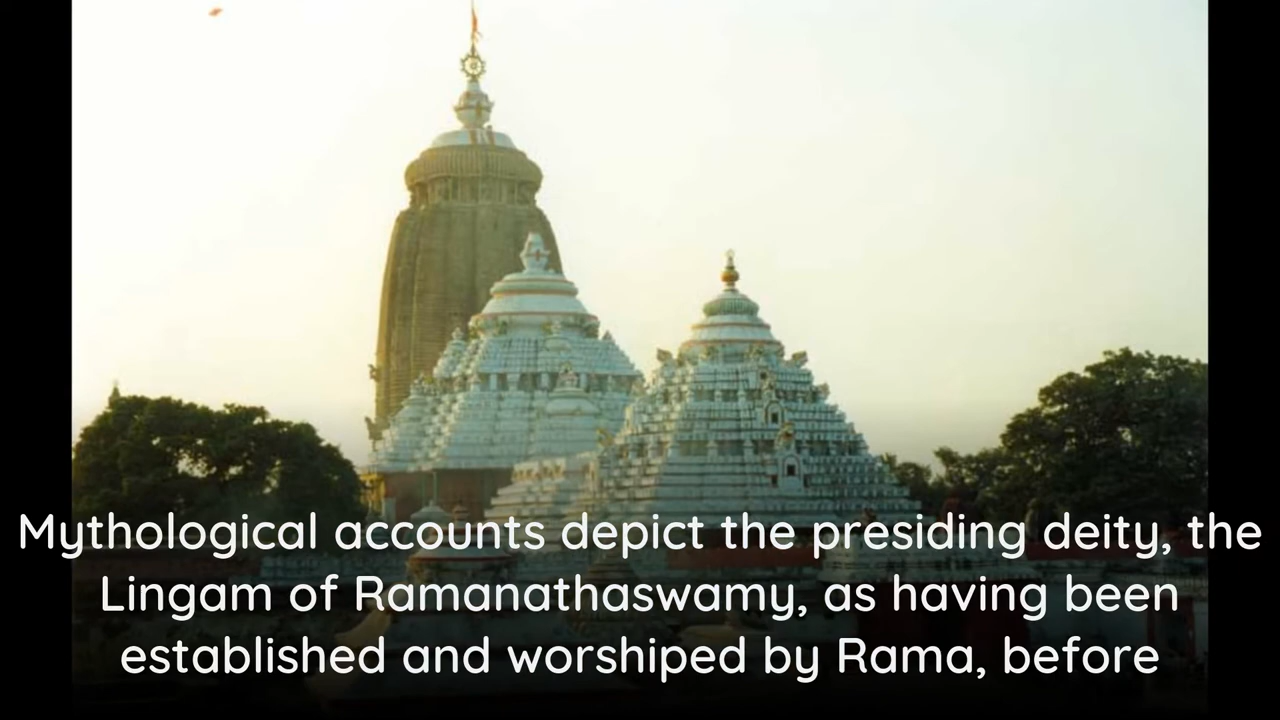 Mythological accounts depict the presiding deity, the
Lingam of Ramanathaswamy, as having been
established and worshiped by Rama, before